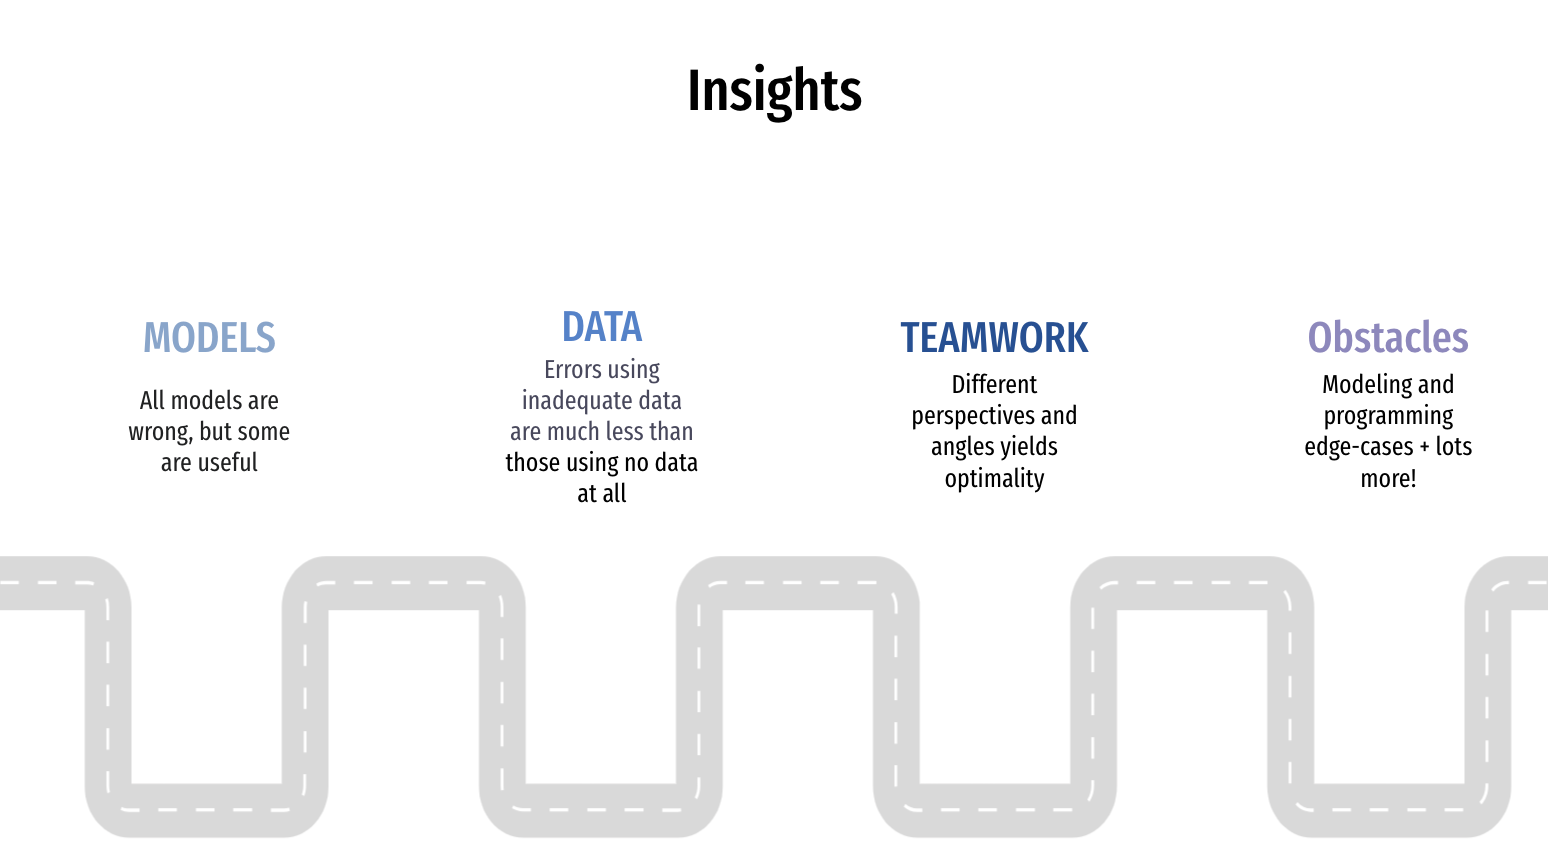 Insights
MODELS
All models are
wrong, but some
are useful
DATA
Errors using
inadequate data
are much less than
those using no data
at all
TEAMWORK
Different
perspectives and
angles yields
optimality
Obstacles
Modeling and
programming
edge-cases + lots
more!